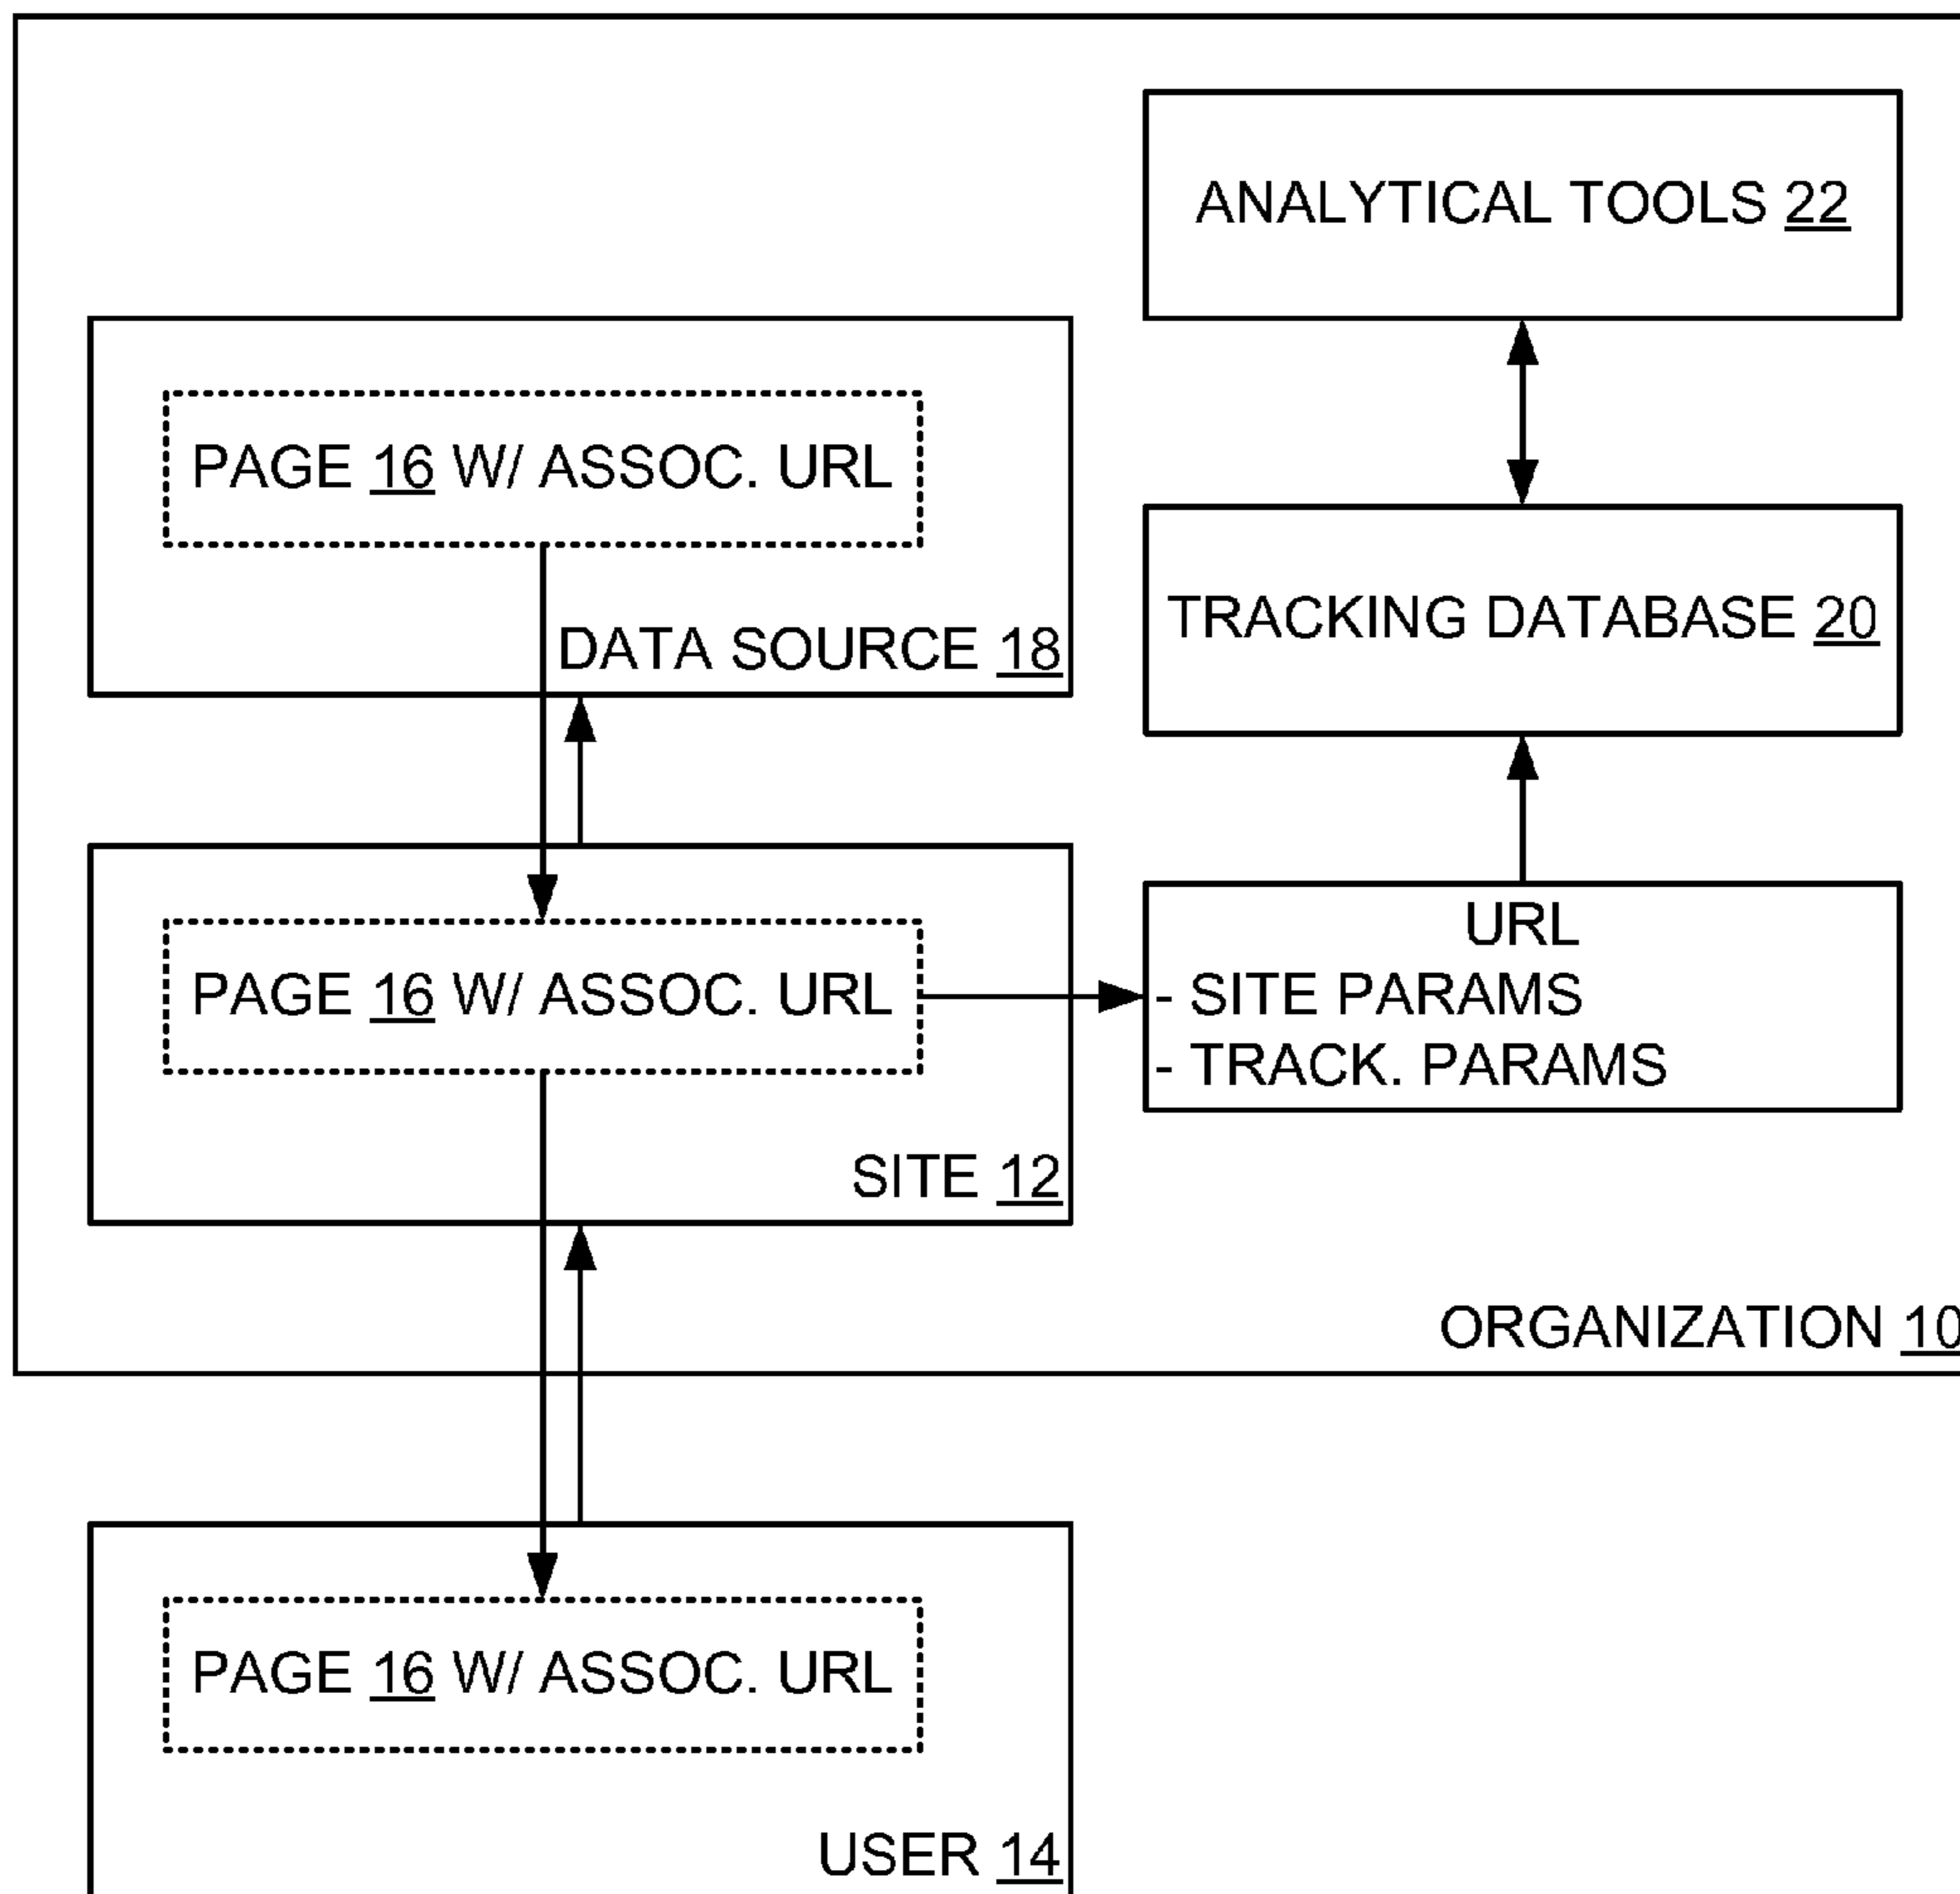 ANALYTICAL TOOLS 22
PAGE 16 W/ ASSOC. URL
DATA SOURCE 18
TRACKING DATABASE 20
PAGE 16 W/ ASSOC. URL
SITE 12
URL
- SITE PARAMS
- TRACK. PARAMS
ORGANIZATION 10
PAGE 16 W/ ASSOC. URL
USER 14